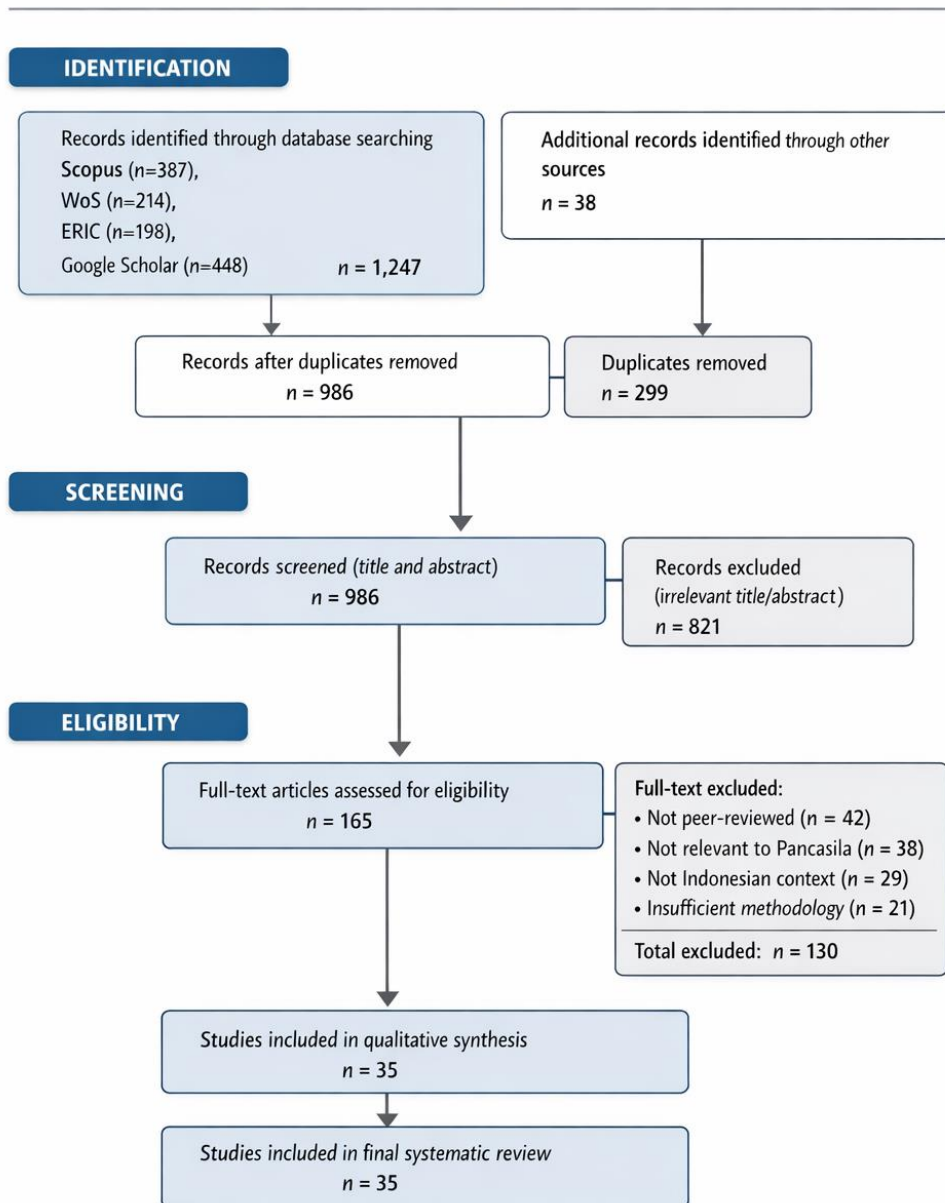 IDENTIFICATION
Records identified through database searching
Scopus (n=387),
WoS (n=214),
ERIC (n=198),
Google Scholar (n=448) n = 1,247
Additional records identified through other
sources
n = 38
Records after duplicates removed
n = 986
Duplicates removed
n = 299
SCREENING
Records screened (title and abstract)
n = 986
Records excluded
(irrelevant title/abstract)
n = 821
ELIGIBILITY
Full-text articles assessed for eligibility
n = 165
Full-text excluded:
• Not peer-reviewed (n = 42)
• Not relevant to Pancasila (n = 38)
• Not Indonesian context (n = 29)
• Insufficient methodology (n = 21)
Total excluded: n = 130
Studies included in qualitative synthesis
n = 35
Studies included in final systematic review
n = 35